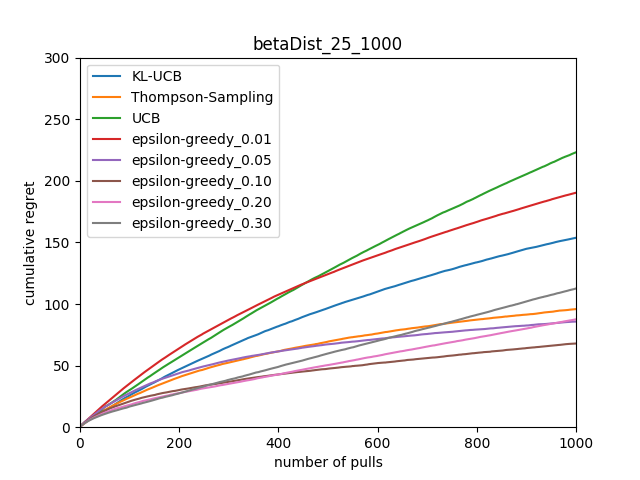 betaDist_25_1000
300
250
200
150
100
50
0
cumulative regret
KL-UCB
Thompson-Sampling
UCB
epsilon-greedy_0.01
epsilon-greedy_0.05
epsilon-greedy_0.10
epsilon-greedy_0.20
epsilon-greedy_0.30
0 200 400 600 800 1000
number of pulls